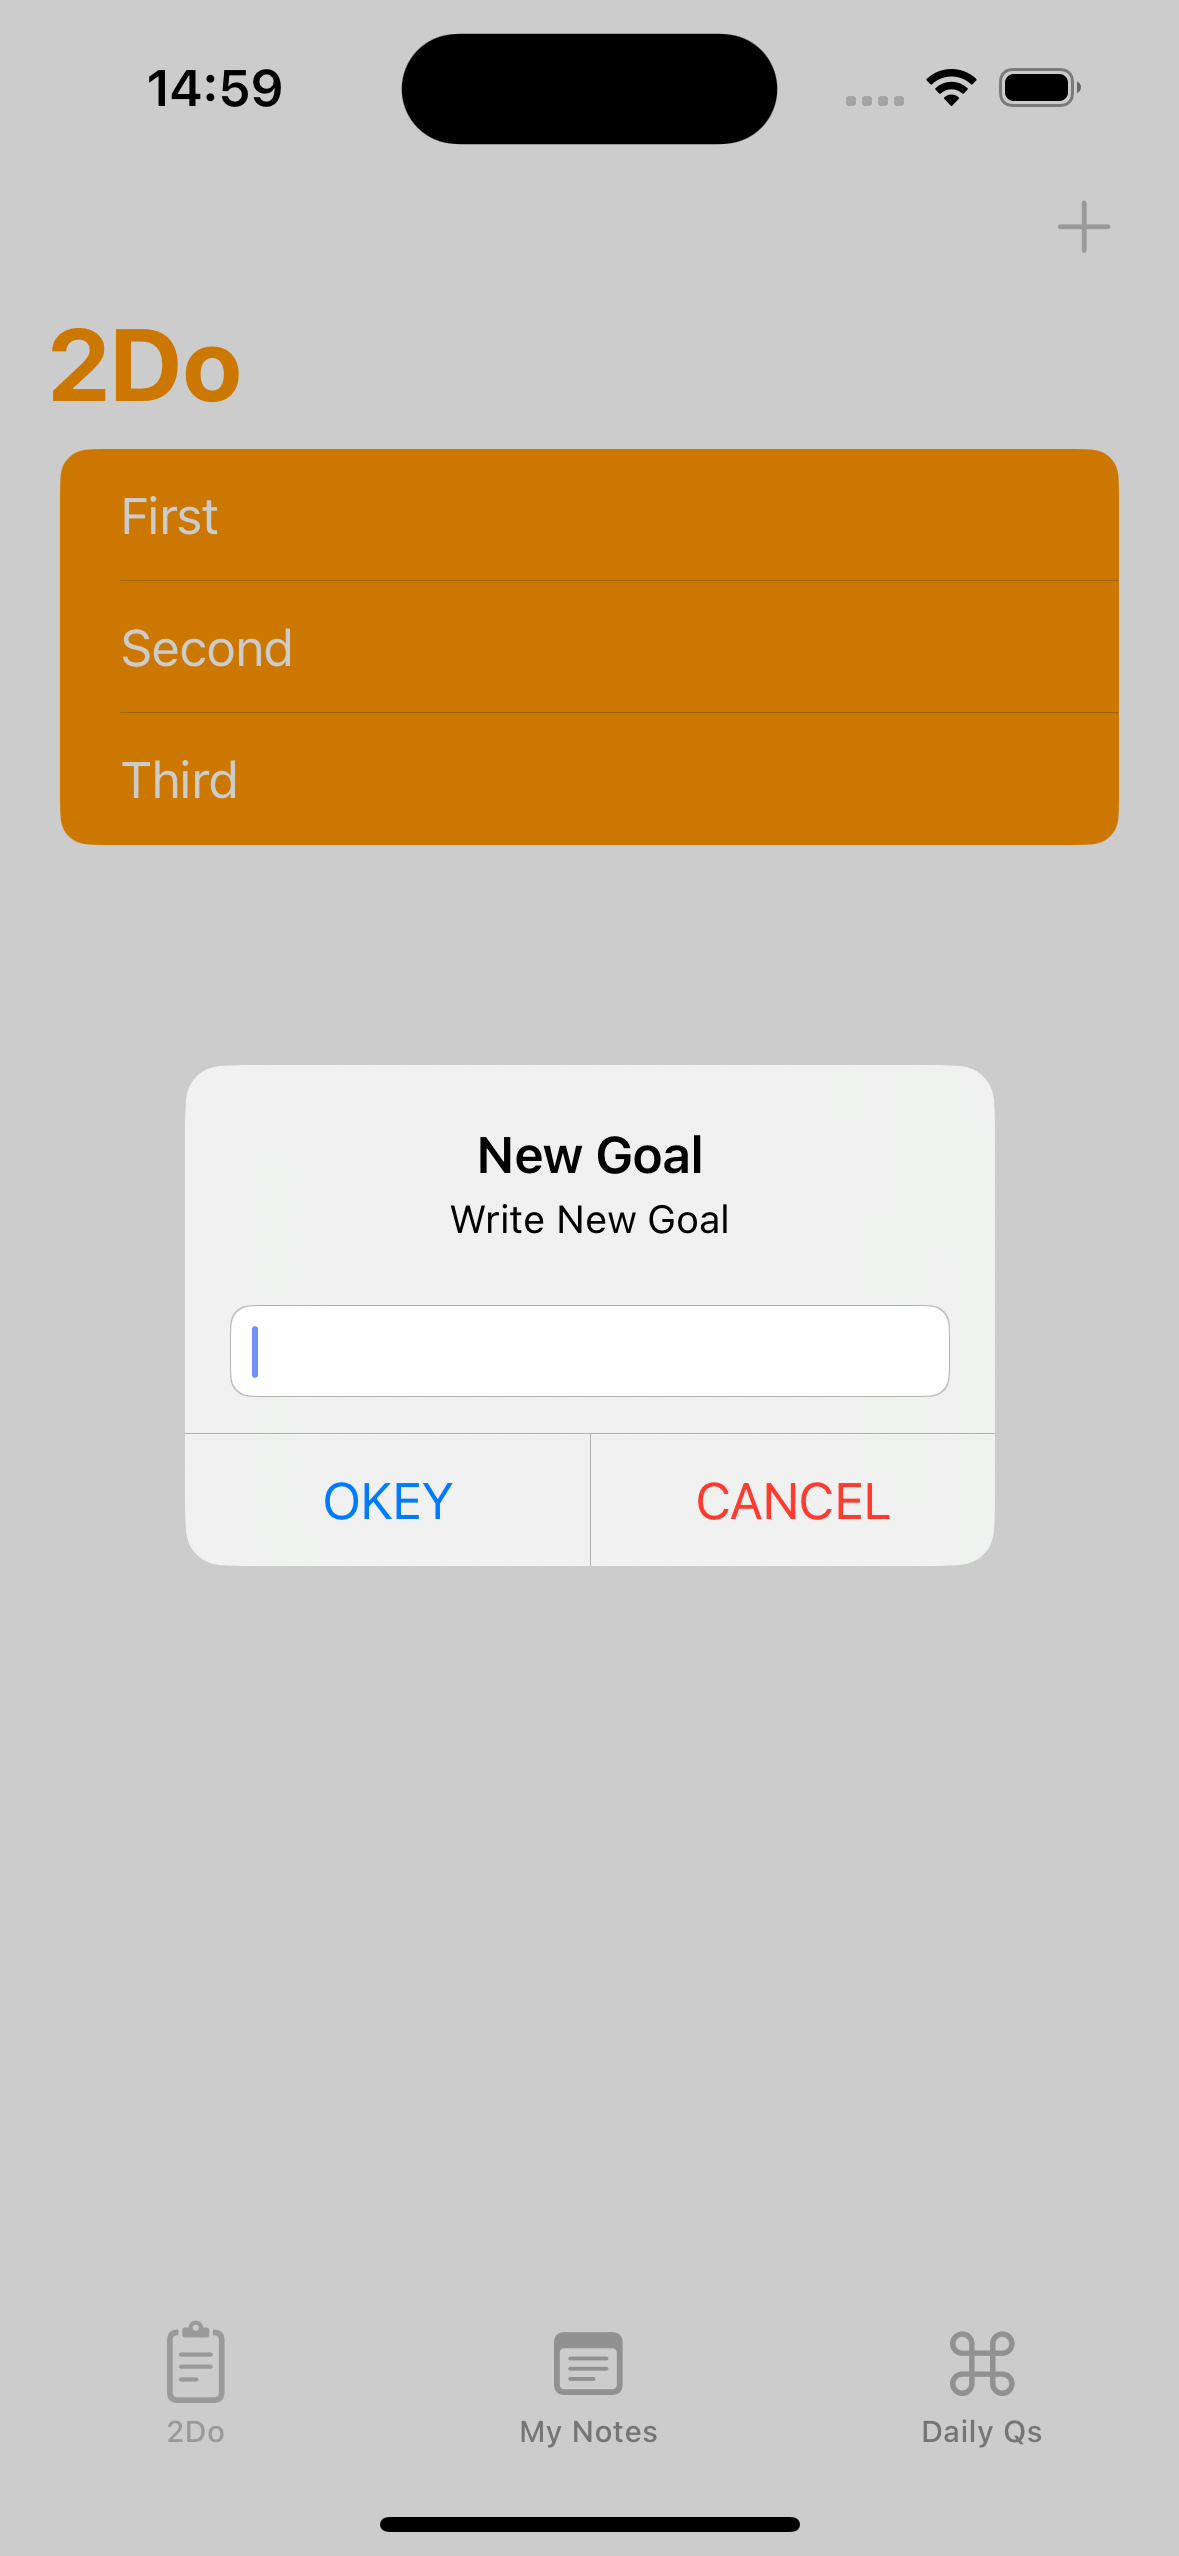 14:59
2Do
First
Second
Third
New Goal
Write New Goal
OKEY
CANCEL
2Do
My Notes
Daily Qs